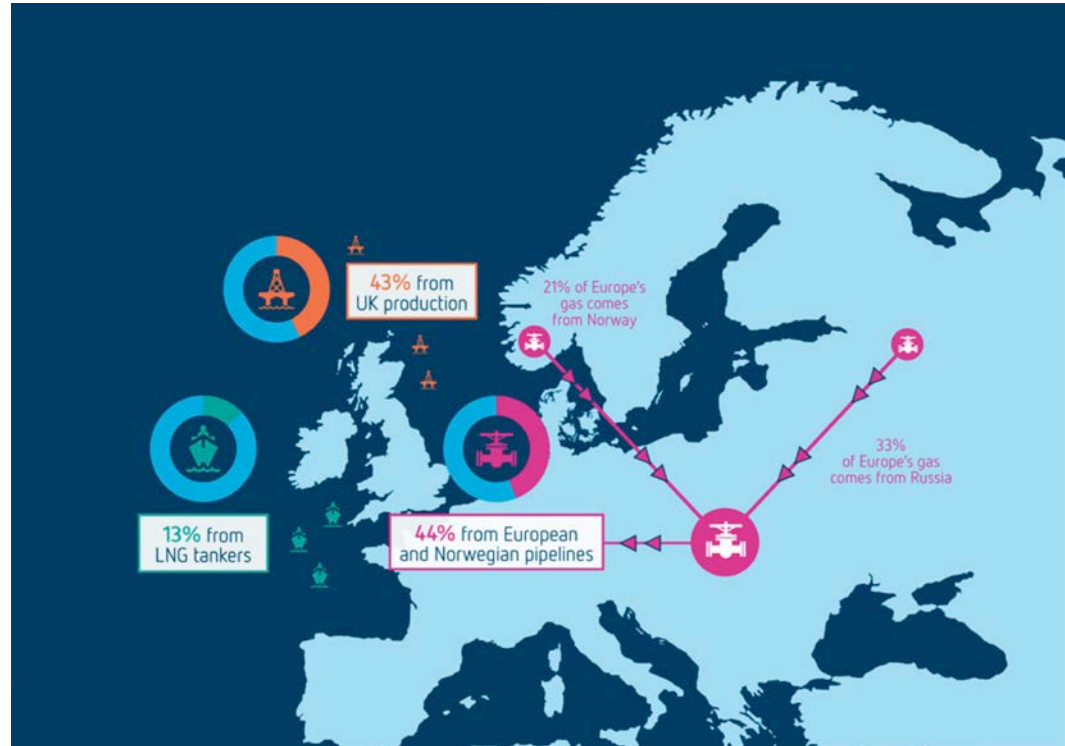 43% from
UK production
21% of Europe's
gas comes
from Norway
33%
of Europe's gas
comes from Russia
13% from
LNG tankers
44% from European
and Norwegian pipelines